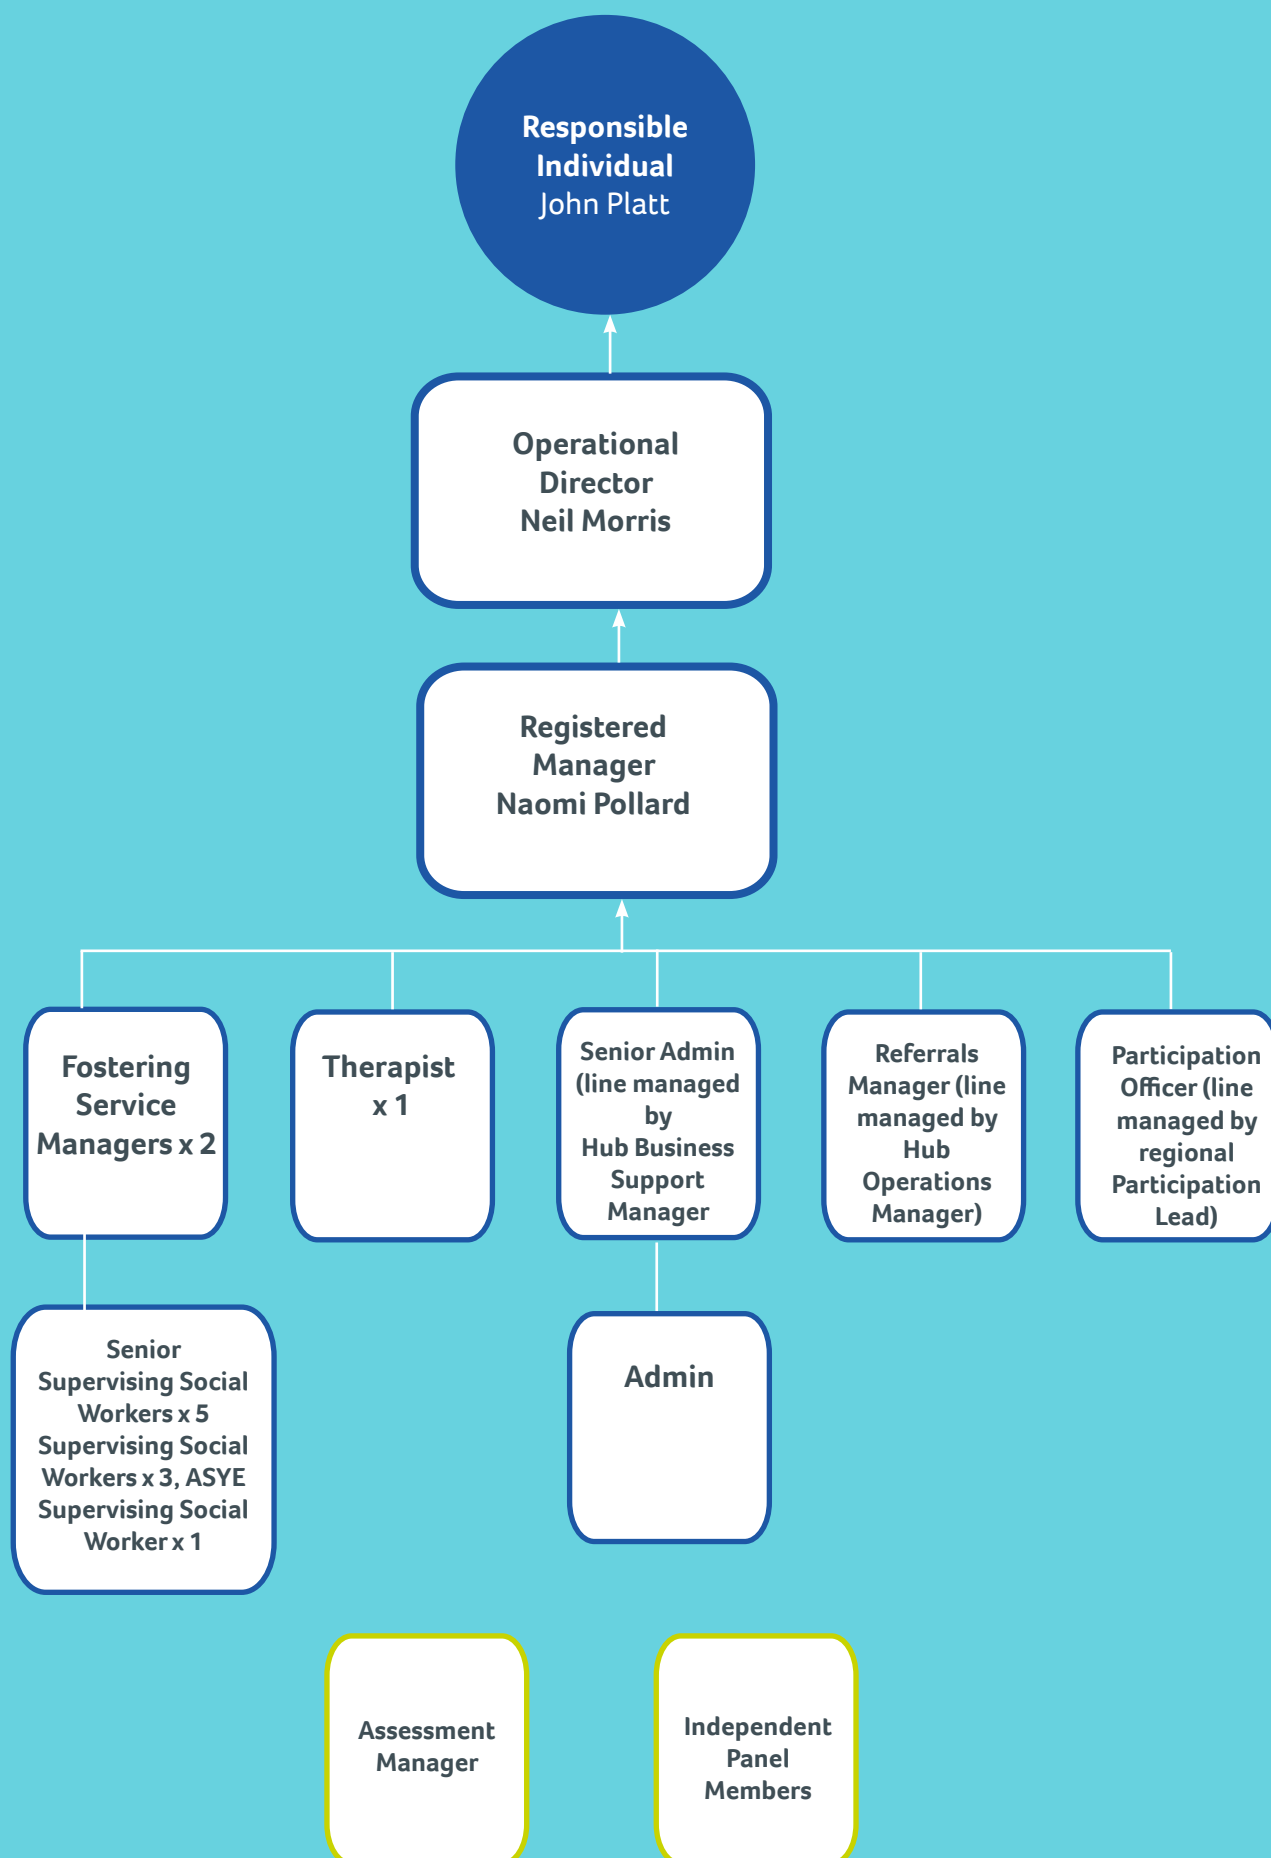 Responsible
Individual
John Platt
Operational
Director
Neil Morris
Registered
Manager
Naomi Pollard
Fostering
Service
Managers x 2
Therapist
x 1
Senior Admin
(line managed
by
Hub Business
Support
Manager
Referrals
Manager (line
managed by
Hub
Operations
Manager)
Participation
Officer (line
managed by
regional
Participation
Lead)
Senior
Supervising Social
Workers x 5
Supervising Social
Workers x 3, ASYE
Supervising Social
Worker x 1
Admin
Assessment
Manager
Independent
Panel
Members